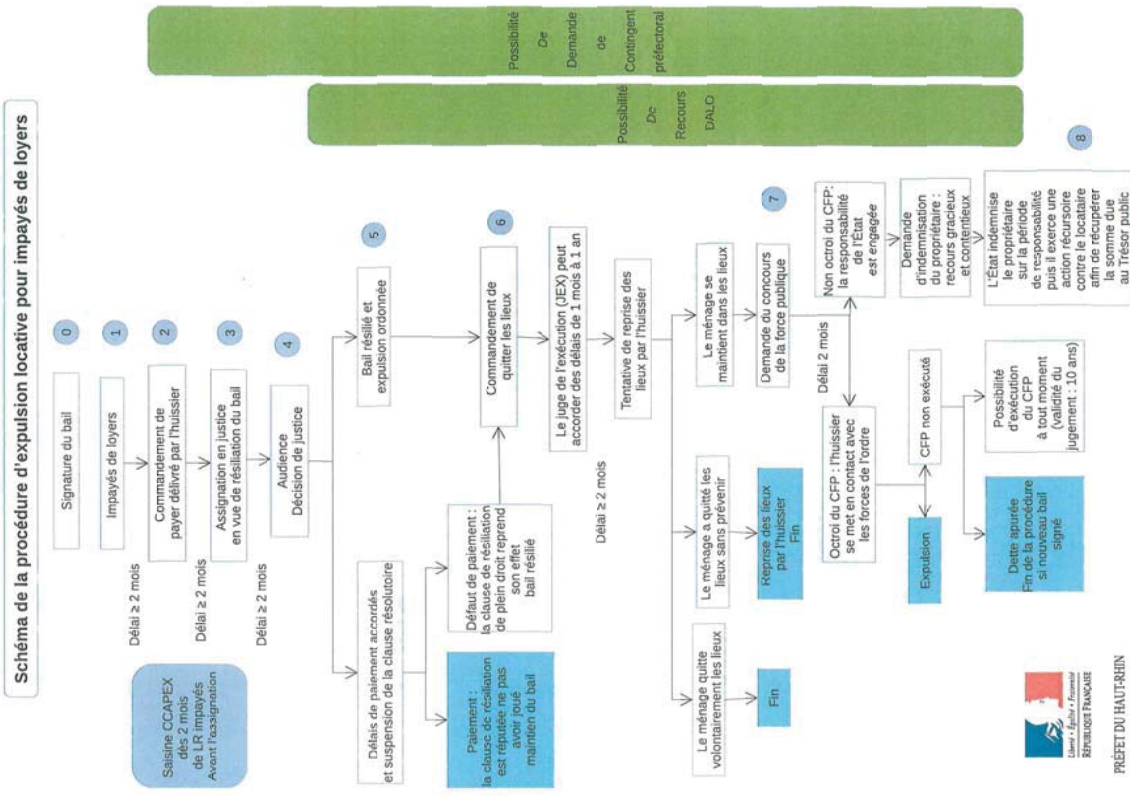 Schéma de la procédure d'expulsion locative pour impayés de loyers
Signature du bail
0
Impayés de loyers
1
Délai ≥ 2 mois
Commandement de
payer délivré par l'huissier
2
Saisine CCAPEX
dès 2 mois
de LR impayés
Avant l'assignation
Délai ≥ 2 mois
Assignation en justice
en vue de résiliation du bail
3
Délai ≥ 2 mois
Audience
Décision de justice
4
Délais de paiement accordés
et suspension de la clause résolutoire
Bail résilié et
expulsion ordonnée
5
Paiement :
la clause de résiliation
est réputée ne pas
avoir joué
maintien du bail
Défaut de paiement :
la clause de résiliation
de plein droit reprend
son effet
bail résilié
Commandement de
quitter les lieux
6
Le juge de l'exécution (JEX) peut
accorder des délais de 1 mois à 1 an
Délai ≥ 2 mois
Tentative de reprise des
lieux par l'huissier
Le ménage quitte
volontairement les lieux
Le ménage a quitté les
lieux sans prévenir
Le ménage se
maintient dans les lieux
Fin
Reprise des lieux
par l'huissier
Fin
Demande du concours
de la force publique
7
Délai 2 mois
Octroi du CFP : l'huissier
se met en contact avec
les forces de l'ordre
Non octroi du CFP:
la responsabilité
de l'État
est engagée
Expulsion
CFP non exécuté
Demande
d'indemnisation
du propriétaire :
recours gracieux
et contentieux
Dette apurée
Fin de la procédure
si nouveau bail
signé
Possibilité
d'exécution
du CFP
à tout moment
(validité du
jugement : 10 ans)
L'État indemnise
le propriétaire
sur la période
de responsabilité
puis il exerce une
action récursoire
contre le locataire
afin de récupérer
la somme due
au Trésor public
8
Possibilité
De
Recours
DALO
Possibilité
De
Demande
de
Contingent
préfectoral
Liberté • Égalité • Fraternité
RÉPUBLIQUE FRANÇAISE
PRÉFET DU HAUT-RHIN